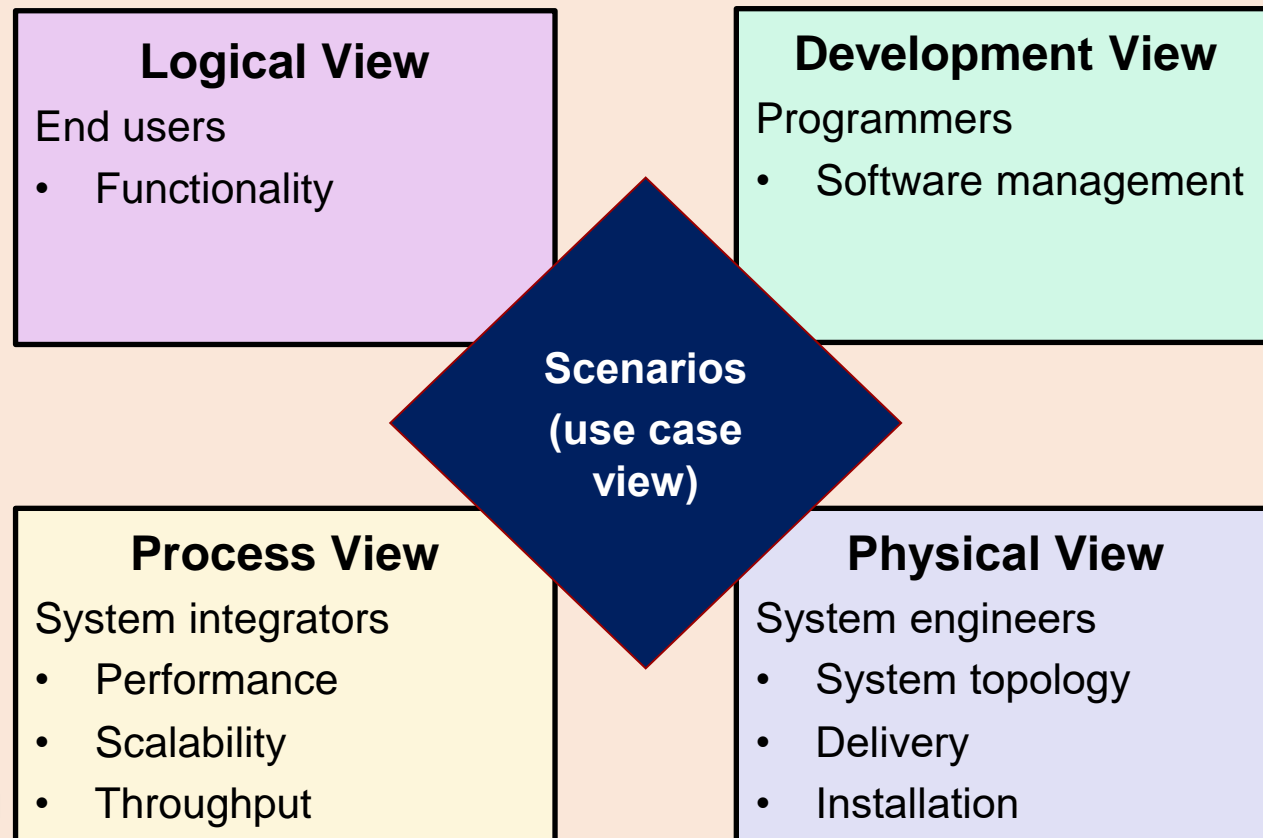 Logical View
End users
• Functionality
Development View
Programmers
• Software management
Scenarios
(use case
view)
Process View
System integrators
• Performance
• Scalability
• Throughput
Physical View
System engineers
• System topology
• Delivery
• Installation